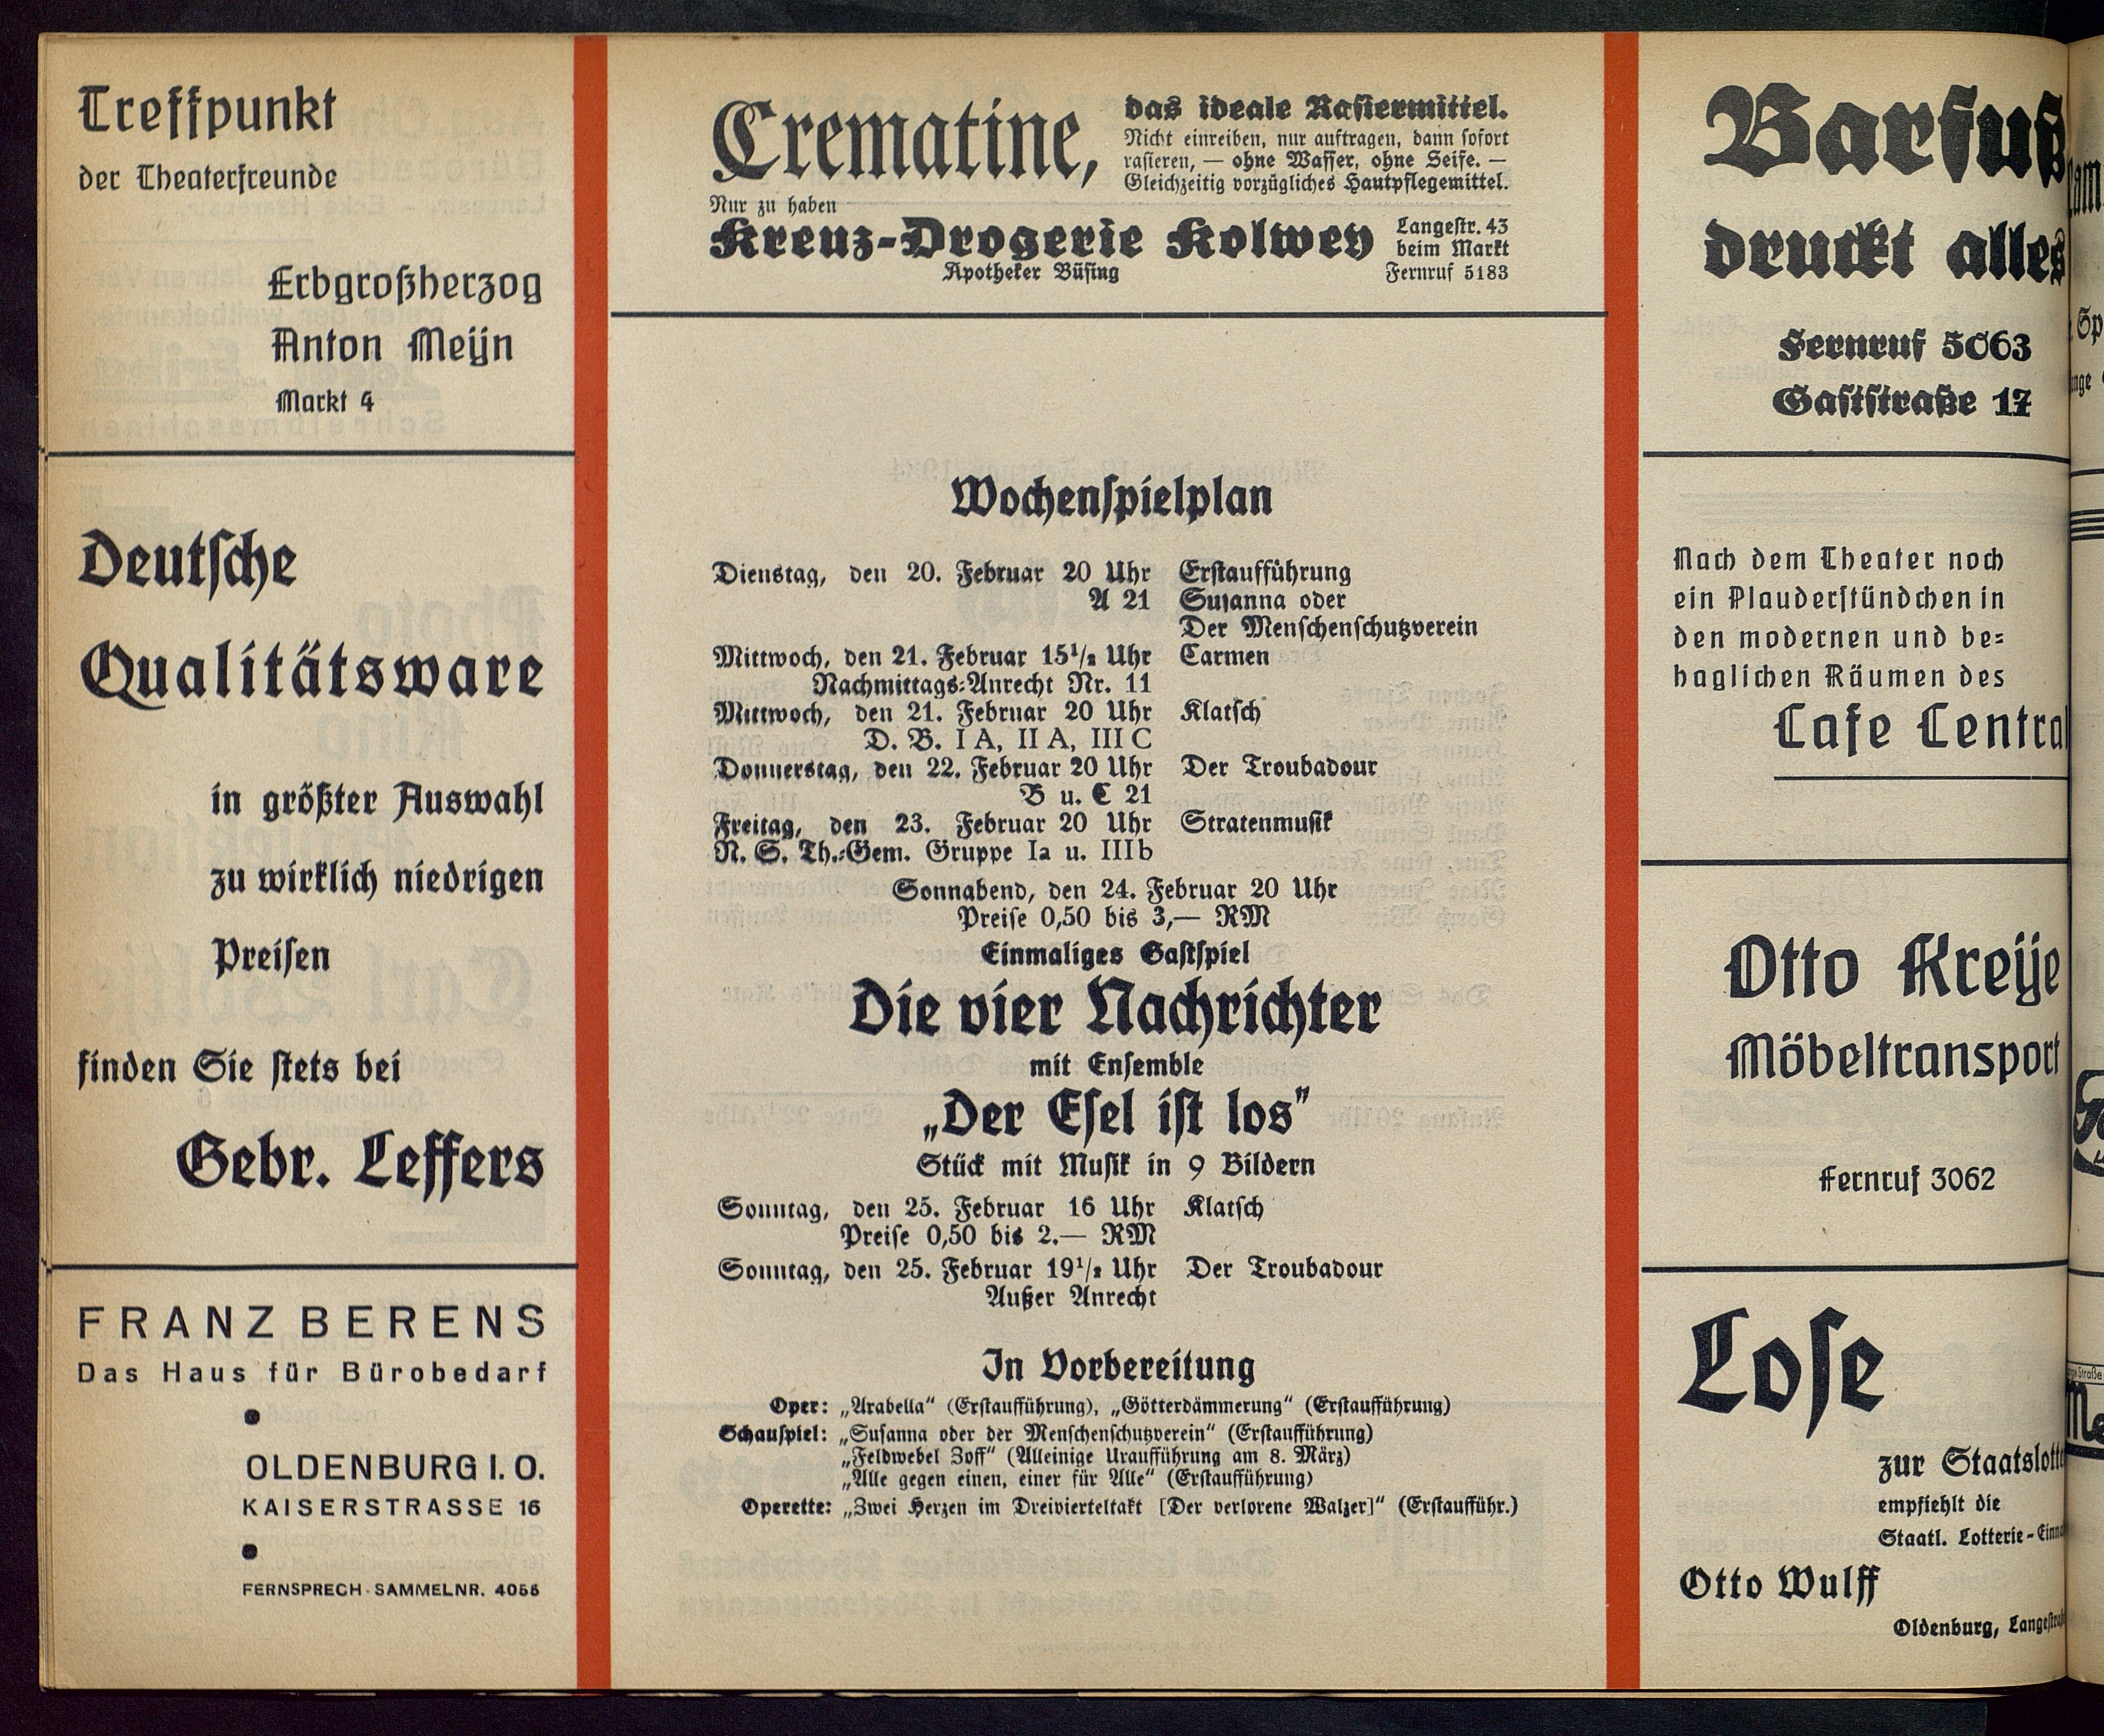 Treffpunkt
der Theaterfreunde
Erbgroßherzog
Anton Meijn
Markt 4
Deutsche
Qualitätsware
in größter Auswahl
zu wirklich niedrigen
Preisen
finden Sie stets bei
Gebr. Leffers
FRANZ BERENS
Das Haus für Bürobedarf
OLDENBURG I. O.
KAISERSTRASSE 16
FERNSPRECH-SAMMELNR. 4055
Crematine,
das ideale Rasiermittel.
Nicht einreiben, nur auftragen, dann sofort
rasieren, — ohne Wasser, ohne Seife. —
Gleichzeitig vorzügliches Hautpflegemittel.
Nur zu haben
Kreuz-Drogerie Kolwey
Apotheker Büsing
Langestr. 43
beim Markt
Fernruf 5183
Wochenspielplan
Dienstag, den 20. Februar 20 Uhr Erstaufführung
A 21 Susanna oder
Der Menschenschutzverein
Mittwoch, den 21. Februar 15½ Uhr Carmen
Nachmittags-Anrecht Nr. 11
Mittwoch, den 21. Februar 20 Uhr Klatsch
D. B. I A, II A, III C
Donnerstag, den 22. Februar 20 Uhr Der Troubadour
B u. C 21
Freitag, den 23. Februar 20 Uhr Stratenmusik
N. S. Th.-Gem. Gruppe Ia u. IIIb
Sonnabend, den 24. Februar 20 Uhr
Preise 0,50 bis 3,— RM
Einmaliges Gastspiel
Die vier Nachrichter
mit Ensemble
„Der Esel ist los"
Stück mit Musik in 9 Bildern
Sonntag, den 25. Februar 16 Uhr Klatsch
Preise 0,50 bis 2.— RM
Sonntag, den 25. Februar 19½ Uhr Der Troubadour
Außer Anrecht
In Vorbereitung
Oper: „Arabella“ (Erstaufführung), „Götterdämmerung“ (Erstaufführung)
Schauspiel: „Susanna oder der Menschenschutzverein“ (Erstaufführung)
„Feldwebel Zoff“ (Alleinige Uraufführung am 8. März)
„Alle gegen einen, einer für Alle“ (Erstaufführung)
Operette: „Zwei Herzen im Dreivierteltakt [Der verlorene Walzer]“ (Erstaufführ.)
Barfuß
druckt alles
Fernruf 5063
Gaststraße 17
Nach dem Theater noch
ein Plauderstündchen in
den modernen und be-
haglichen Räumen des
Cafe Central
Otto Kreije
Möbeltransport
Fernruf 3062
Lose
zur
empfiehlt die
Staatl. Lotterie-
Otto Wulff
Oldenburg,